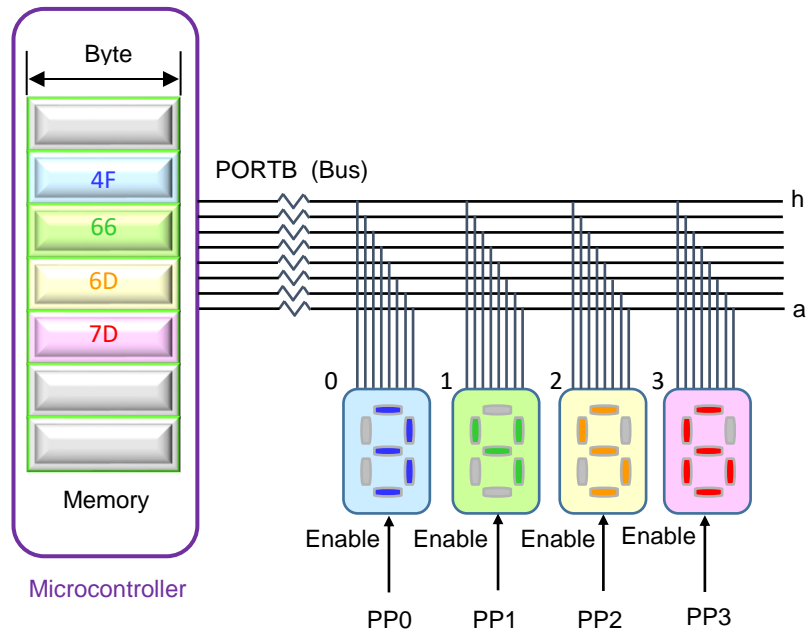 Byte
4F
66
6D
7D
Memory
Microcontroller
PORTB (Bus)
h
a
0 1 2 3
Enable Enable Enable Enable
PP0 PP1 PP2 PP3